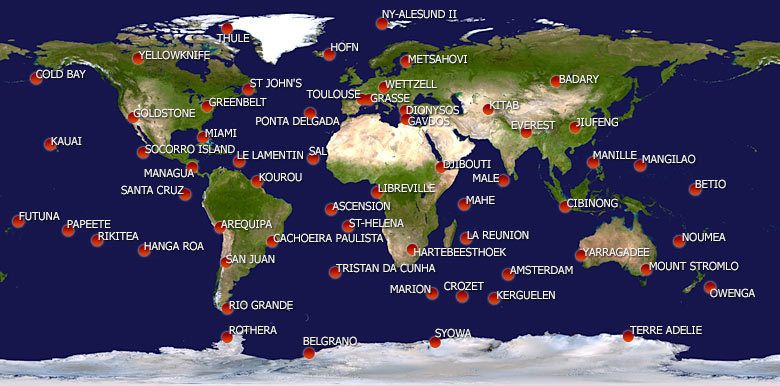 NY-ALESUND II
THULE
HOFN
YELLOWKNIFE
METSAHOVI
COLD BAY
BADARY
ST JOHN'S
WETTZELL
TOULOUSE
GRASSE
GREENBELT
KITAB
GOLDSTONE
DIONYSOS
PONTA DELGADA
GAVDOS
JIUFENG
EVEREST
MIAMI
KAUAI
SOCORRO ISLAND
LE LAMENTIN
SAL
MANILLE
MANGILAO
DJIBOUTI
MANAGUA
KOUROU
MALE
SANTA CRUZ
LIBREVILLE
BETIO
MAHE
CIBINONG
ASCENSION
FUTUNA
PAPEETE
AREQUIPA
ST-HELENA
RIKITEA
CACHOEIRA PAULISTA
LA REUNION
NOUMEA
HANGA ROA
HARTEBEESTHOEK
YARRAGADEE
SAN JUAN
TRISTAN DA CUNHA
AMSTERDAM
MOUNT STROMLO
MARION
CROZET
KERGUELEN
OWENGA
RIO GRANDE
ROTHERA
SYOWA
TERRE ADELIE
BELGRANO